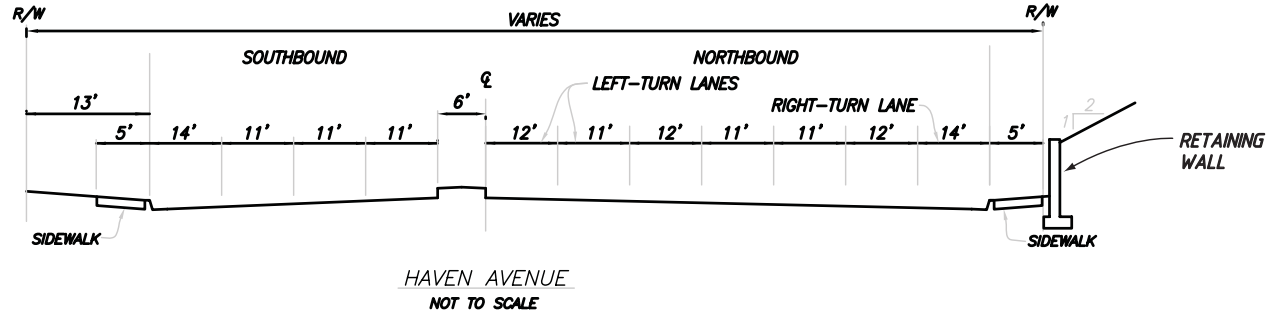 R/W
VARIES
R/W
SOUTHBOUND
NORTHBOUND
℄
LEFT-TURN LANES
13'
6'
RIGHT-TURN LANE
1
2
5'
14'
11'
11'
11'
12'
11'
12'
11'
11'
12'
14'
5'
RETAINING
WALL
SIDEWALK
SIDEWALK
HAVEN AVENUE
NOT TO SCALE